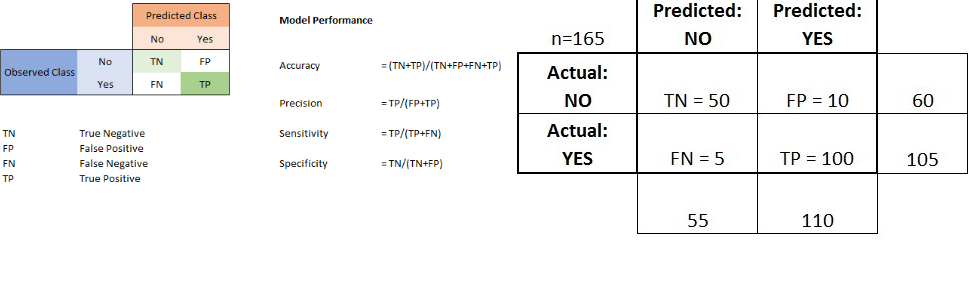 Predicted Class
No Yes
Observed Class No TN FP
Yes FN TP
TN True Negative
FP False Positive
FN False Negative
TP True Positive
Model Performance
Accuracy =(TN+TP)/(TN+FP+FN+TP)
Precision =TP/(FP+TP)
Sensitivity =TP/(TP+FN)
Specificity =TN/(TN+FP)
n=165 Predicted: NO Predicted: YES
Actual: NO TN = 50 FP = 10 60
Actual: YES FN = 5 TP = 100 105
55 110